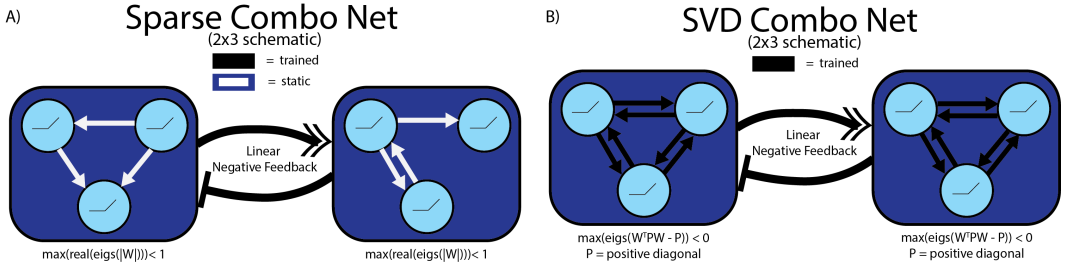 A)
Sparse Combo Net
(2x3 schematic)
= trained
= static
Linear
Negative Feedback
max(real(eigs(|W|)))< 1
max(real(eigs(|W|)))< 1
B)
SVD Combo Net
(2x3 schematic)
= trained
Linear
Negative Feedback
max(eigs(WᵀPW - P)) < 0
P = positive diagonal
max(eigs(WᵀPW - P)) < 0
P = positive diagonal